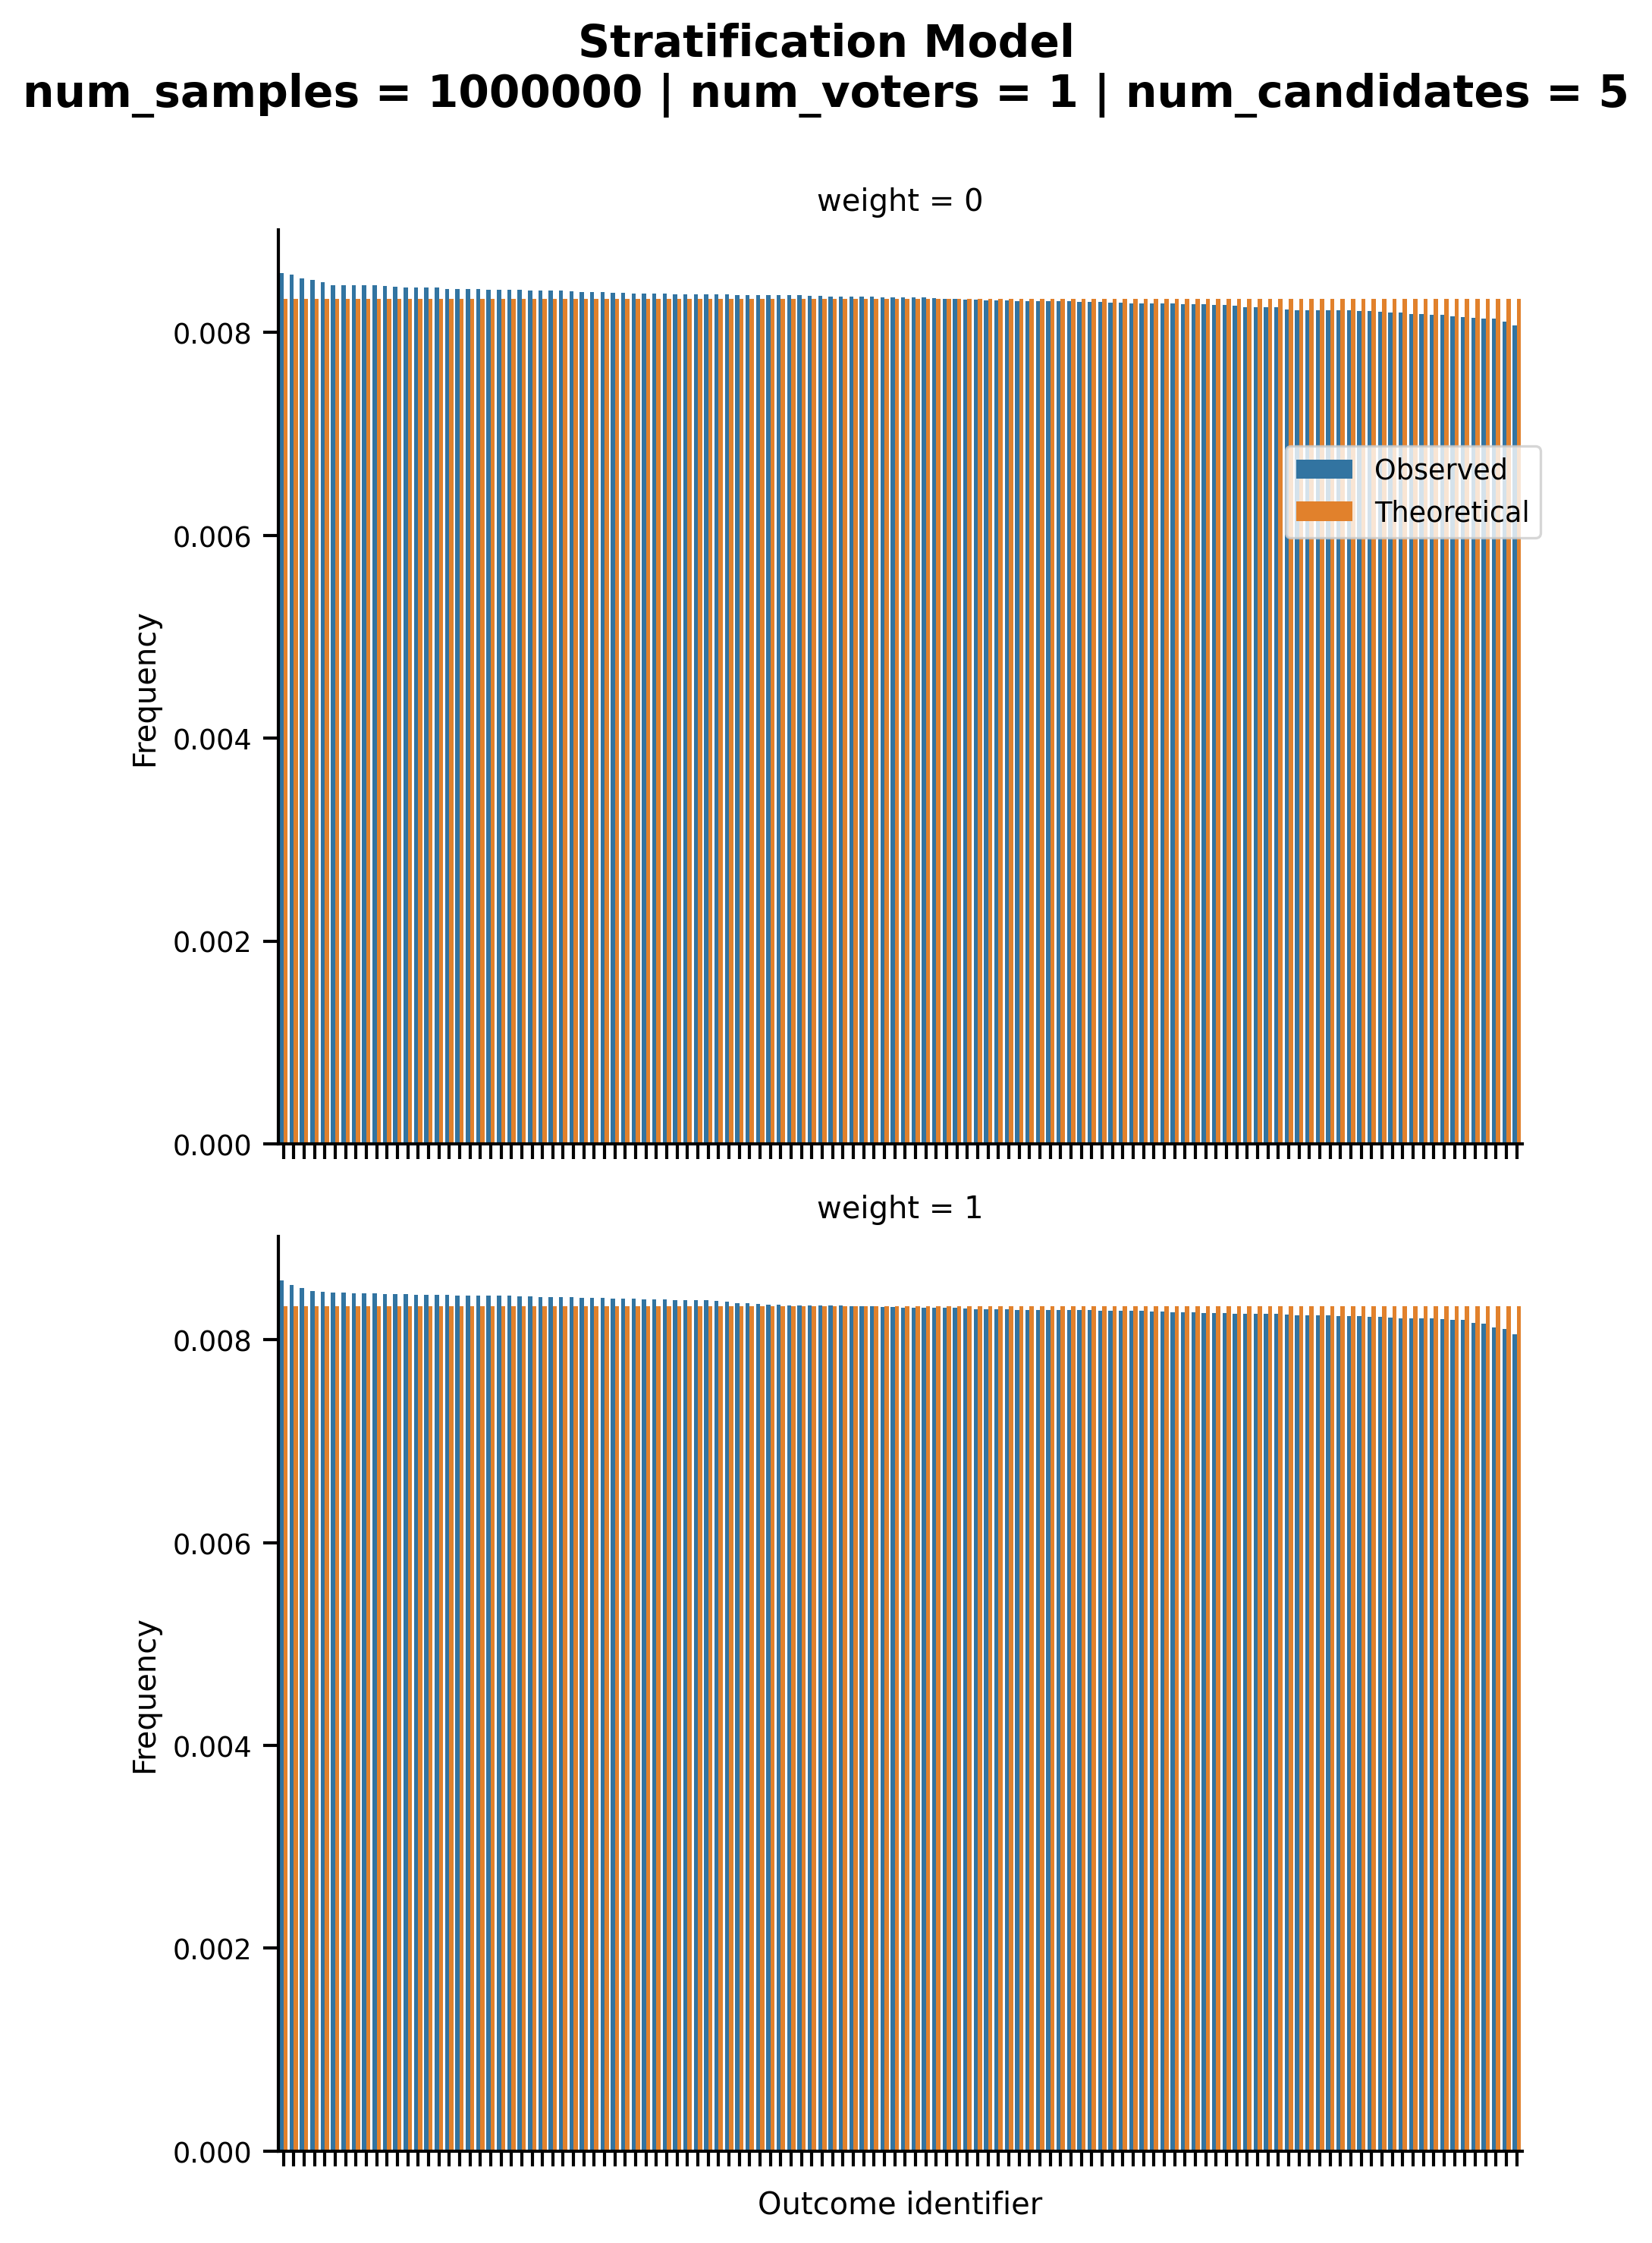 Stratification Model
num_samples = 1000000 | num_voters = 1 | num_candidates = 5
weight = 0
0.008
Observed
0.006
Theoretical
Frequency
0.004
0.002
0.000
weight = 1
0.008
0.006
Frequency
0.004
0.002
0.000
Outcome identifier